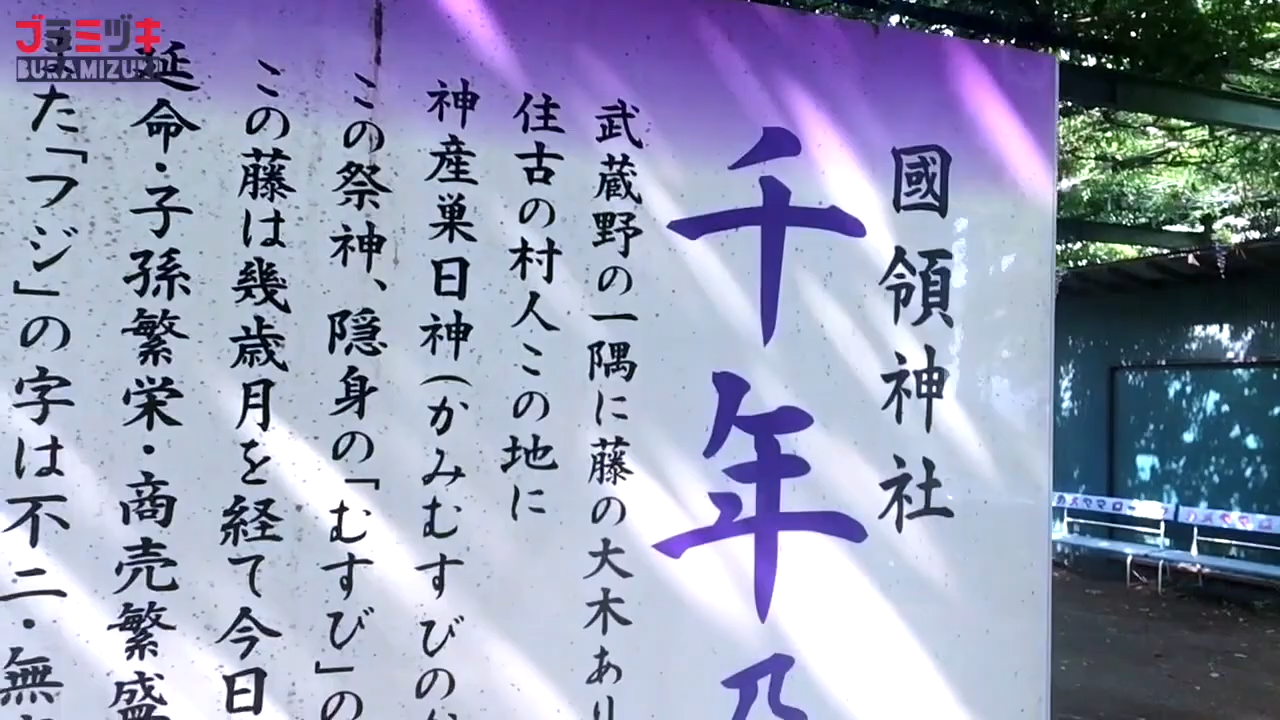 ブラミヅキ
BURAMIZUKI
國領神社
千年乃
武蔵野の一隅に藤の大木あり
住古の村人この地に
神産巣日神(かみむすびの
この祭神、隠身の「むすび」の
この藤は幾歳月を経て今日
延命・子孫繁栄・商売繁盛
また「フジ」の字は不二・無